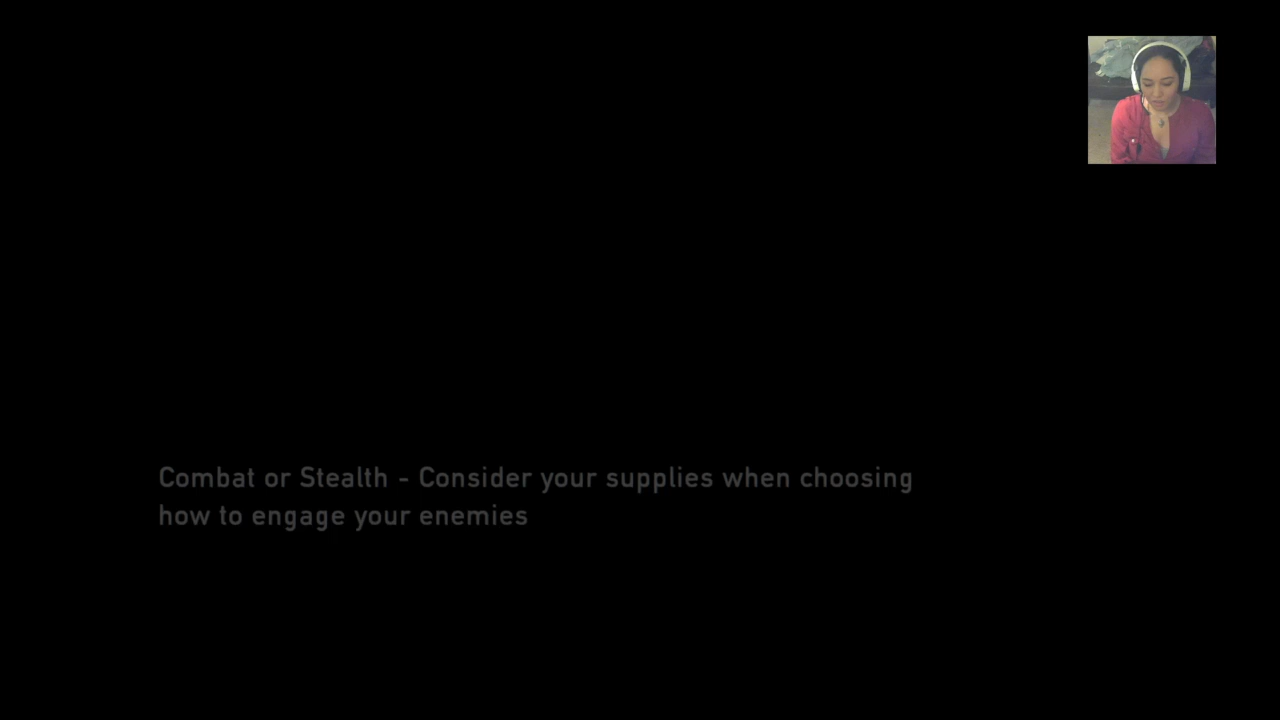 Combat or Stealth - Consider your supplies when choosing
how to engage your enemies